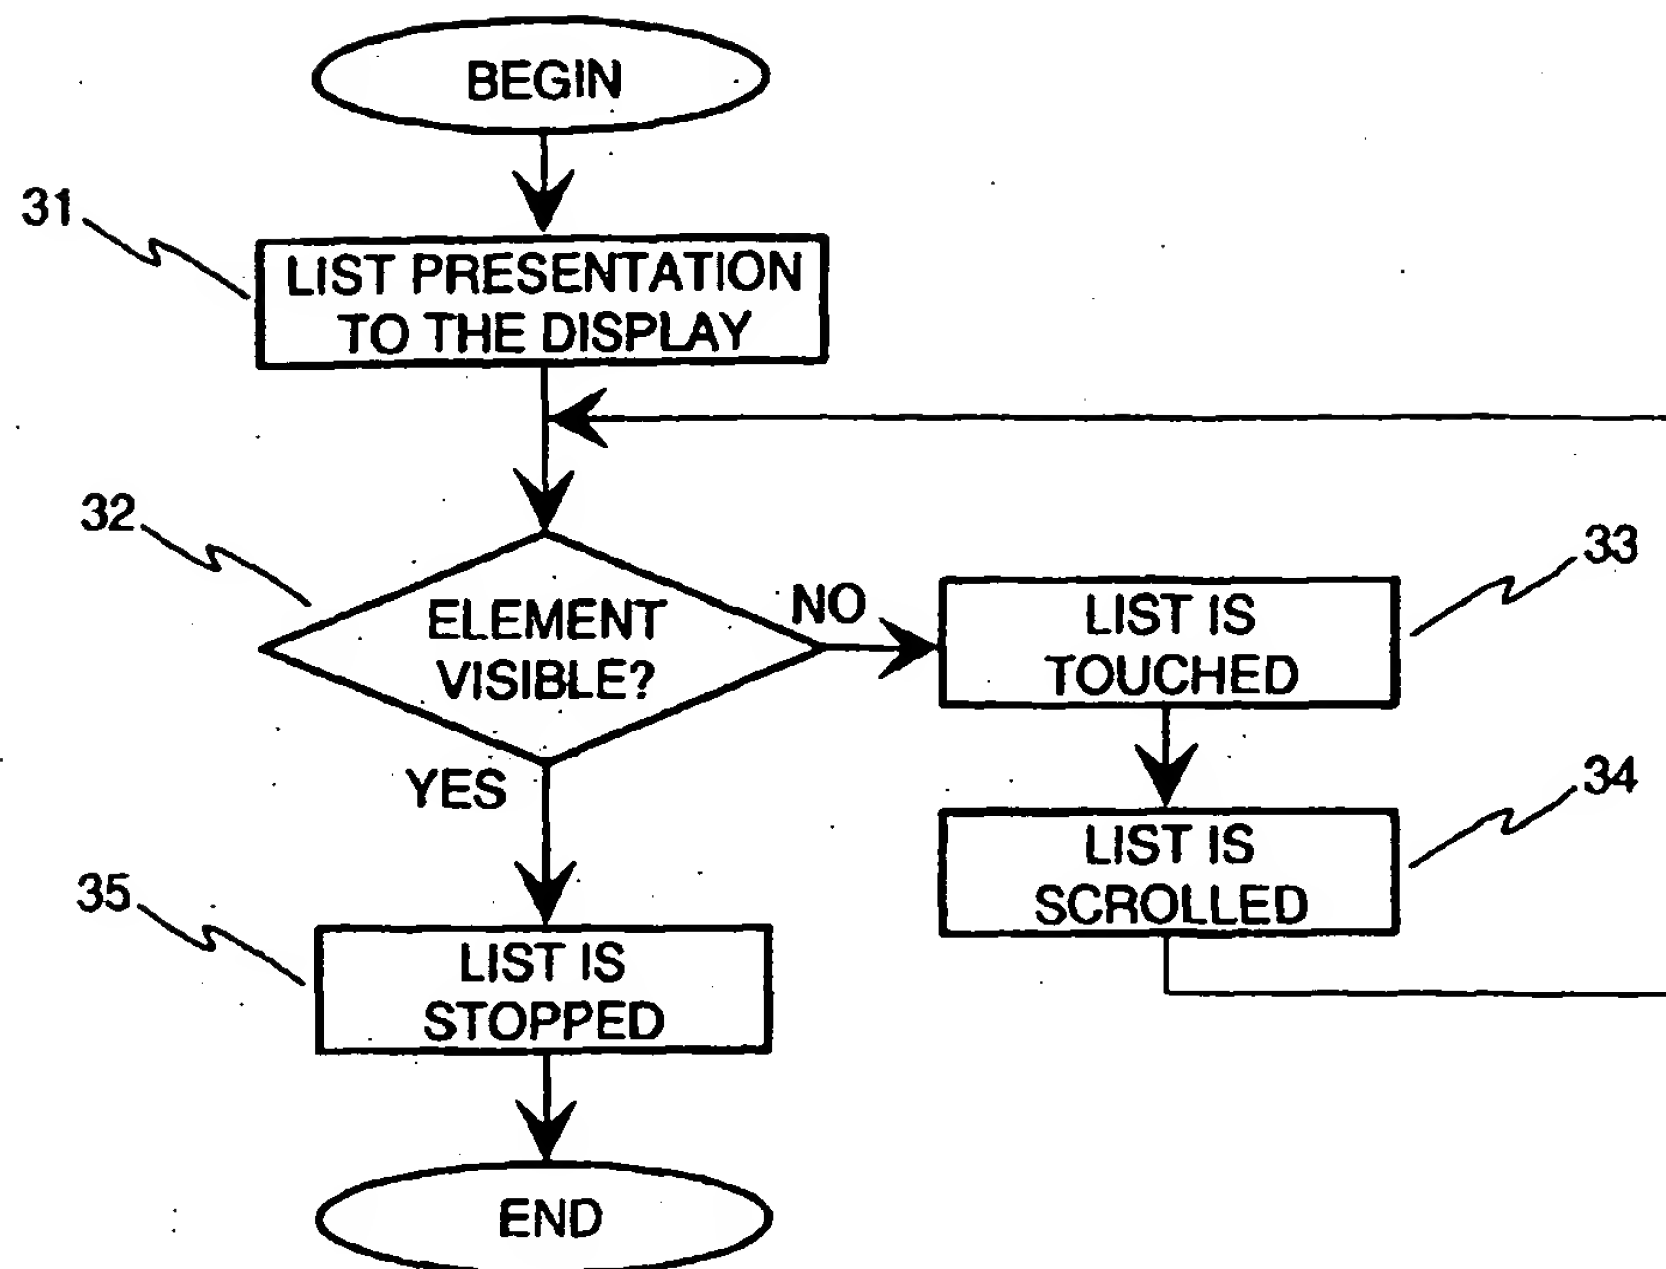 BEGIN
31
LIST PRESENTATION
TO THE DISPLAY
32
ELEMENT
VISIBLE?
NO
33
LIST IS
TOUCHED
YES
34
LIST IS
SCROLLED
35
LIST IS
STOPPED
END